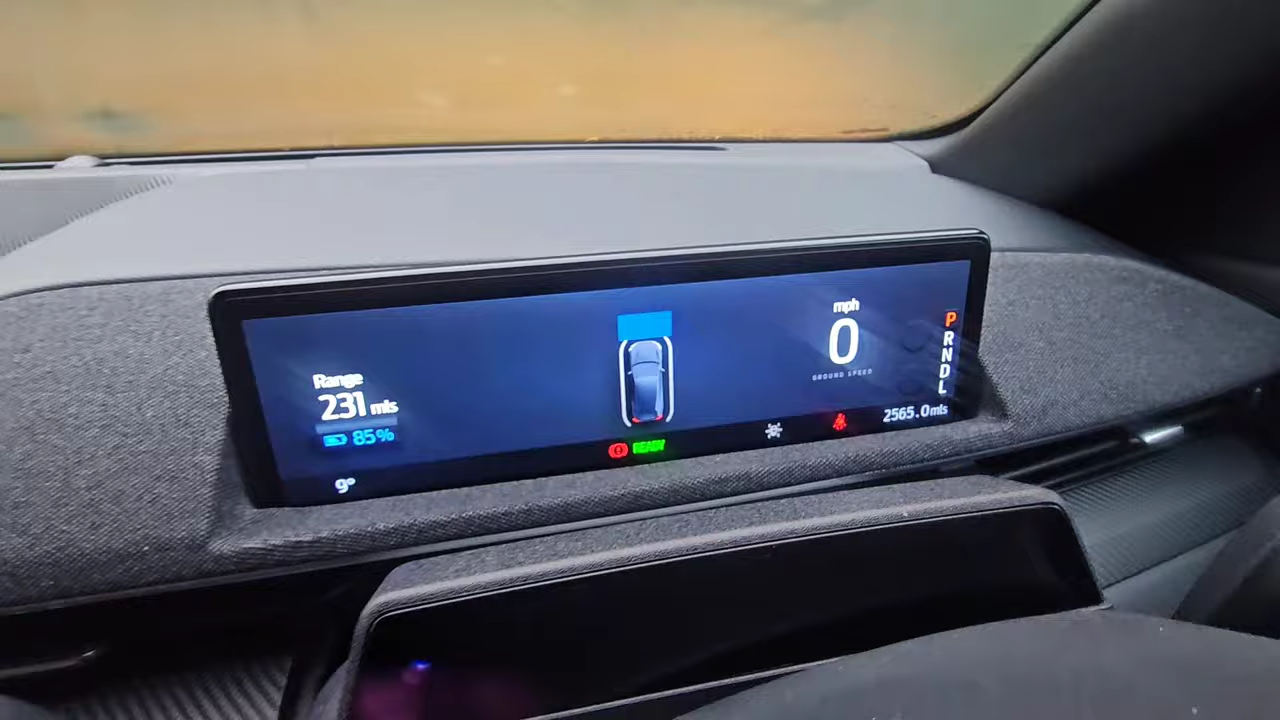 Range
231 mls
85%
9°
READY
mph
0
GROUND SPEED
P
R
N
D
L
2565.0mls